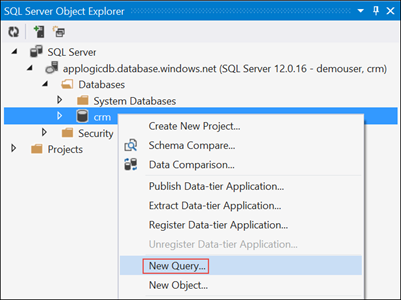 SQL Server Object Explorer
SQL Server
applogicdb.database.windows.net (SQL Server 12.0.16 - demouser, crm)
Databases
System Databases
crm
Security
Projects
Create New Project...
Schema Compare...
Data Comparison...
Publish Data-tier Application...
Extract Data-tier Application...
Register Data-tier Application...
Unregister Data-tier Application...
New Query...
New Object...